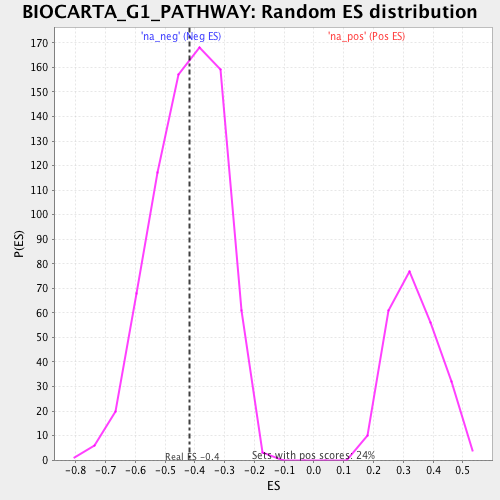 BIOCARTA_G1_PATHWAY: Random ES distribution
'na_neg' (Neg ES)
'na_pos' (Pos ES)
170
160
150
140
130
120
110
100
90
80
70
60
50
40
30
20
10
0
P(ES)
Real ES -0.4
Sets with pos scores: 24%
-0.8 -0.7 -0.6 -0.5 -0.4 -0.3 -0.2 -0.1 0.0 0.1 0.2 0.3 0.4 0.5
ES